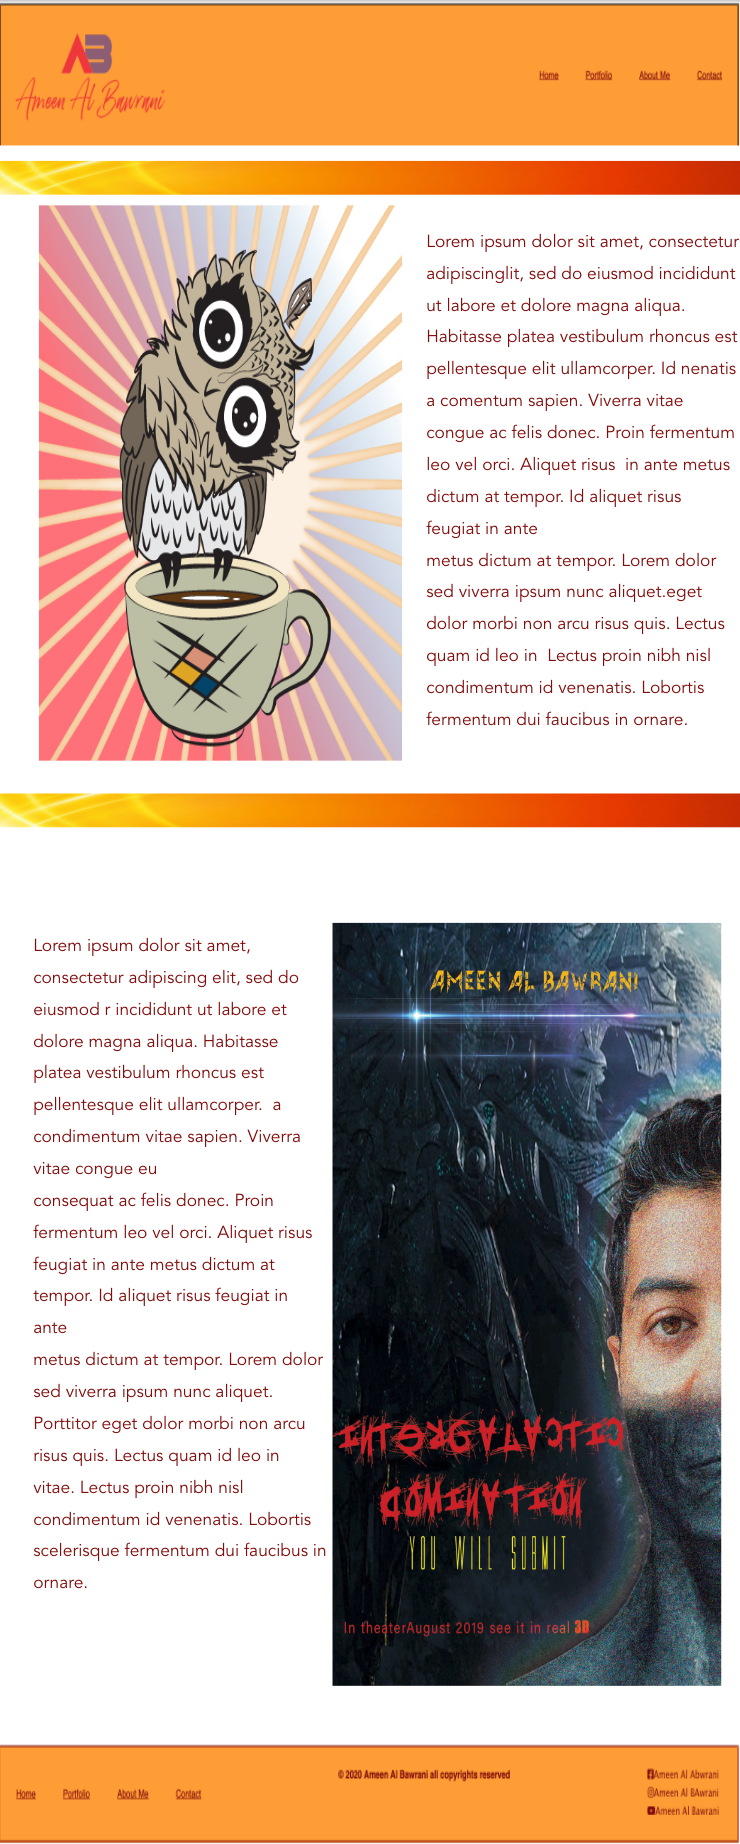 AB
Ameen Al Bawrani
Home Portfolio About Me Contact
Lorem ipsum dolor sit amet, consectetur
adipiscinglit, sed do eiusmod incididunt
ut labore et dolore magna aliqua.
Habitasse platea vestibulum rhoncus est
pellentesque elit ullamcorper. Id nenatis
a comentum sapien. Viverra vitae
congue ac felis donec. Proin fermentum
leo vel orci. Aliquet risus in ante metus
dictum at tempor. Id aliquet risus
feugiat in ante
metus dictum at tempor. Lorem dolor
sed viverra ipsum nunc aliquet.eget
dolor morbi non arcu risus quis. Lectus
quam id leo in Lectus proin nibh nisl
condimentum id venenatis. Lobortis
fermentum dui faucibus in ornare.
Lorem ipsum dolor sit amet,
consectetur adipiscing elit, sed do
eiusmod r incididunt ut labore et
dolore magna aliqua. Habitasse
platea vestibulum rhoncus est
pellentesque elit ullamcorper. a
condimentum vitae sapien. Viverra
vitae congue eu
consequat ac felis donec. Proin
fermentum leo vel orci. Aliquet risus
feugiat in ante metus dictum at
tempor. Id aliquet risus feugiat in
ante
metus dictum at tempor. Lorem dolor
sed viverra ipsum nunc aliquet.
Porttitor eget dolor morbi non arcu
risus quis. Lectus quam id leo in
vitae. Lectus proin nibh nisl
condimentum id venenatis. Lobortis
scelerisque fermentum dui faucibus in
ornare.
AMEEN AL BAWRANI
INTERGALACTIC
DOMINATION
YOU WILL SUBMIT
In theaterAugust 2019 see it in real 3D
Home Portfolio About Me Contact
© 2020 Ameen Al Bawrani all copyrights reserved
Ameen Al Abwrani
Ameen Al BAwrani
Ameen Al Bawrani